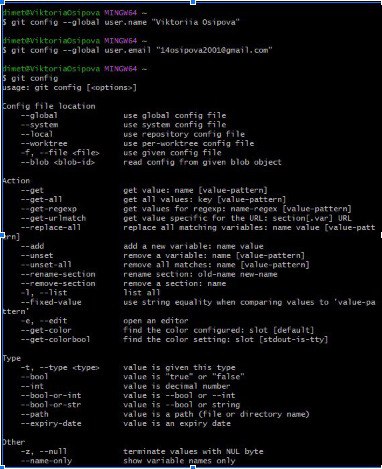 dimet@ViktoriaOsipova MINGW64 ~
$ git config --global user.name "Viktoriia Osipova"
dimet@ViktoriaOsipova MINGW64 ~
$ git config --global user.email "14osipova2001@gmail.com"
dimet@ViktoriaOsipova MINGW64 ~
$ git config
usage: git config [<options>]
Config file location
--global use global config file
--system use system config file
--local use repository config file
--worktree use per-worktree config file
-f, --file <file> use given config file
--blob <blob-id> read config from given blob object
Action
--get get value: name [value-pattern]
--get-all get all values: key [value-pattern]
--get-regexp get values for regexp: name-regex [value-pattern]
--get-urlmatch get value specific for the URL: section[.var] URL
--replace-all replace all matching variables: name value [value-patt
ern]
--add add a new variable: name value
--unset remove a variable: name [value-pattern]
--unset-all remove all matches: name [value-pattern]
--rename-section rename section: old-name new-name
--remove-section remove a section: name
-l, --list list all
--fixed-value use string equality when comparing values to 'value-pa
ttern'
-e, --edit open an editor
--get-color find the color configured: slot [default]
--get-colorbool find the color setting: slot [stdout-is-tty]
Type
-t, --type <type> value is given this type
--bool value is "true" or "false"
--int value is decimal number
--bool-or-int value is --bool or --int
--bool-or-str value is --bool or string
--path value is a path (file or directory name)
--expiry-date value is an expiry date
Other
-z, --null terminate values with NUL byte
--name-only show variable names only